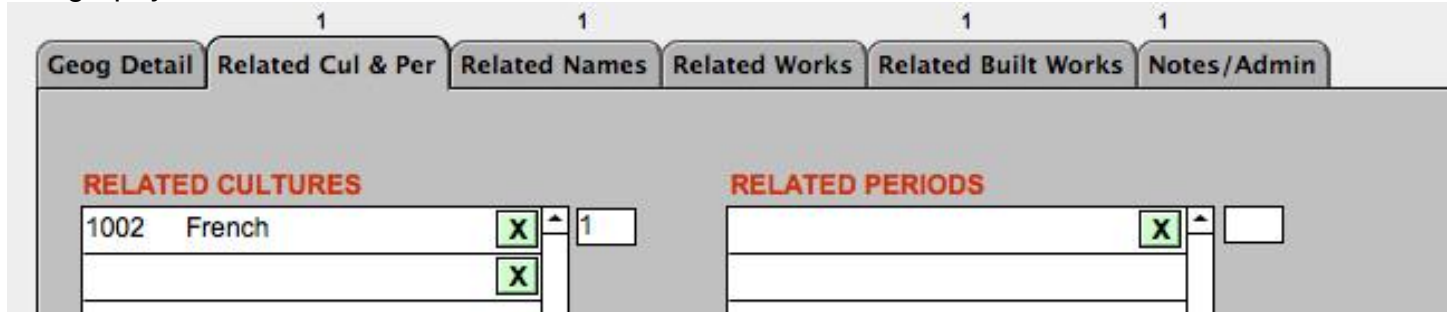 1 1 1 1
Geog Detail Related Cul & Per Related Names Related Works Related Built Works Notes/Admin
RELATED CULTURES RELATED PERIODS
1002 French X 1 X
X